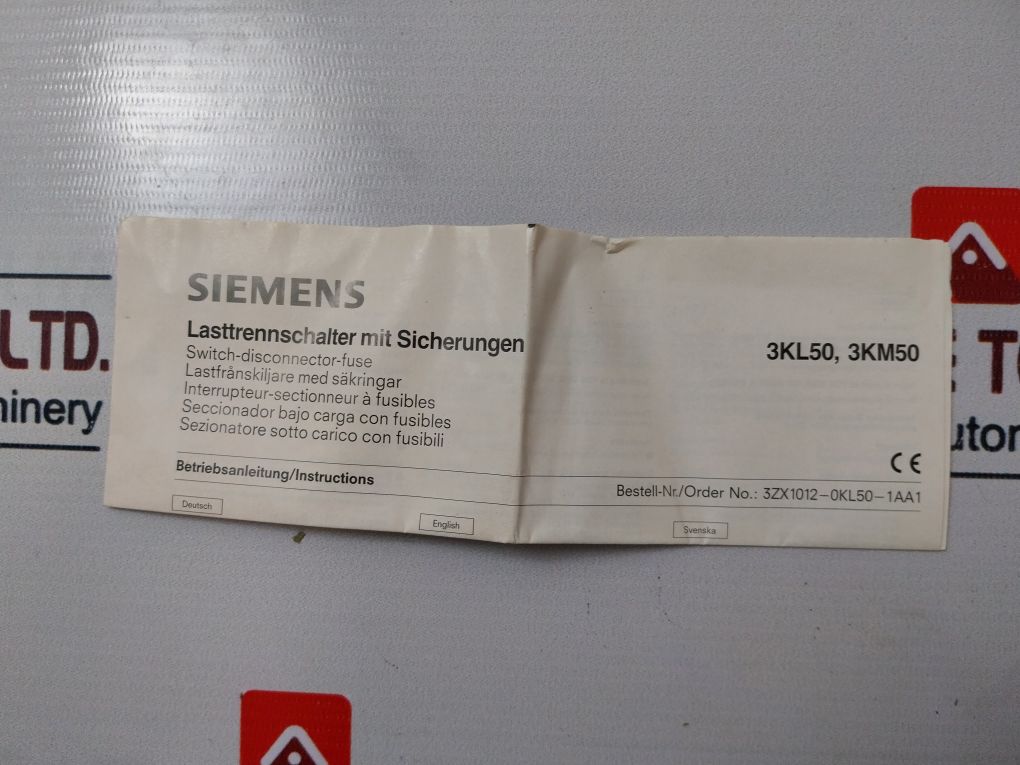 SIEMENS
Lasttrennschalter mit Sicherungen
Switch-disconnector-fuse
Lastfrånskiljare med säkringar
Interrupteur-sectionneur à fusibles
Seccionador bajo carga con fusibles
Sezionatore sotto carico con fusibili
3KL50, 3KM50
CE
Betriebsanleitung/Instructions
Bestell-Nr./Order No.: 3ZX1012-0KL50-1AA1
Deutsch
English
Svenska
LTD.